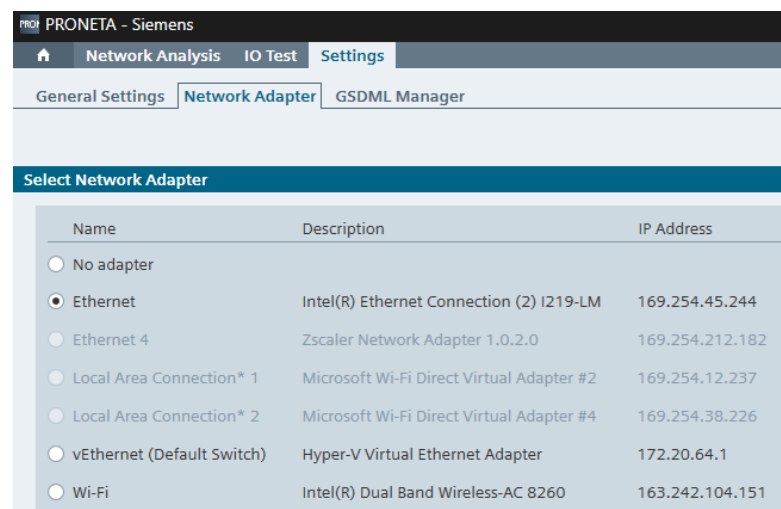 PRONETA - Siemens
Network Analysis IO Test Settings
General Settings Network Adapter GSDML Manager
Select Network Adapter
Name Description IP Address
No adapter
Ethernet Intel(R) Ethernet Connection (2) I219-LM 169.254.45.244
Ethernet 4 Zscaler Network Adapter 1.0.2.0 169.254.212.182
Local Area Connection* 1 Microsoft Wi-Fi Direct Virtual Adapter #2 169.254.12.237
Local Area Connection* 2 Microsoft Wi-Fi Direct Virtual Adapter #4 169.254.38.226
vEthernet (Default Switch) Hyper-V Virtual Ethernet Adapter 172.20.64.1
Wi-Fi Intel(R) Dual Band Wireless-AC 8260 163.242.104.151